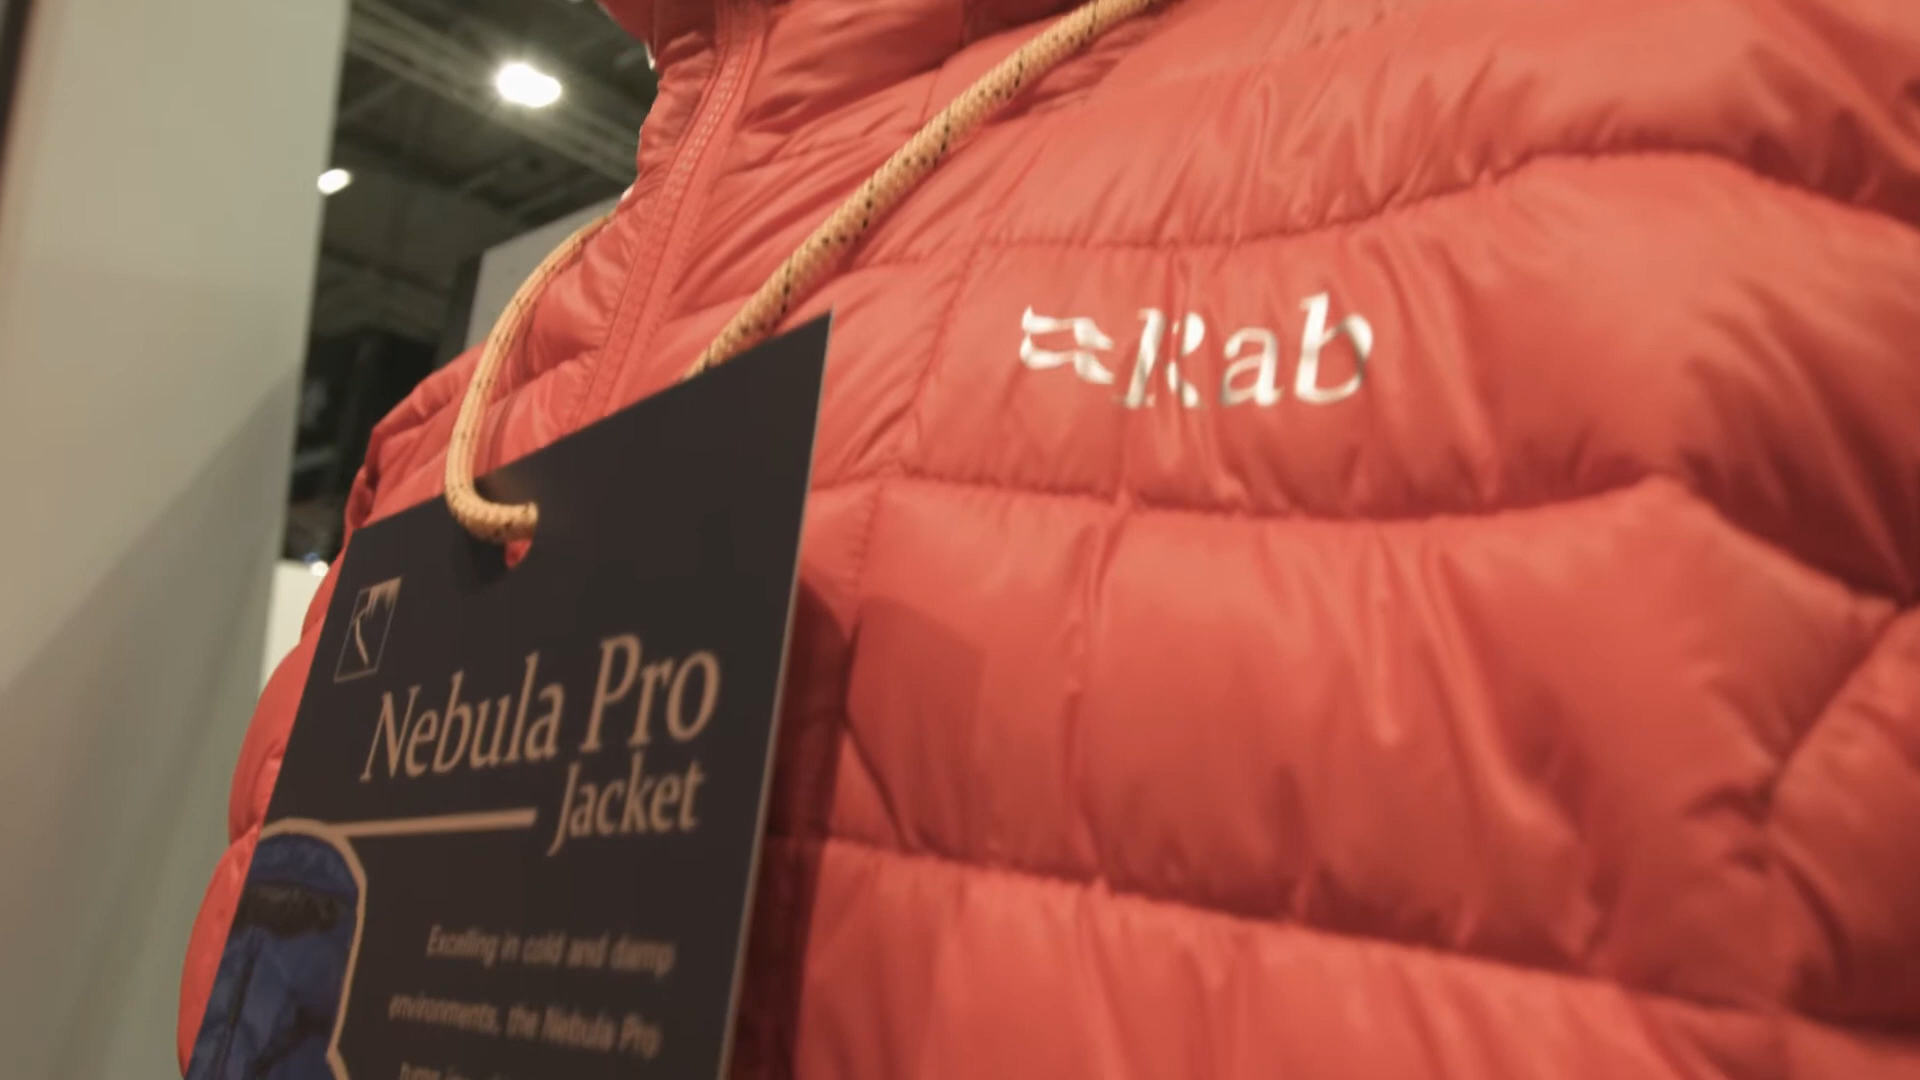 Rab
Nebula Pro
Jacket
Excelling in cold and damp
environments, the Nebula Pro